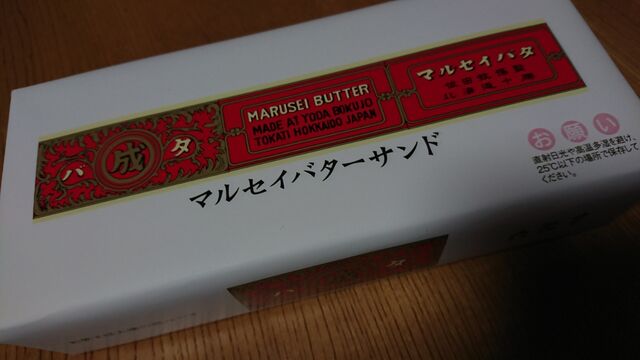 バ成タ
MARUSEI BUTTER
MADE AT YODA BOKUJO
TOKATI HOKKAIDO JAPAN
マルセイバタ
マルセイバターサンド
お願い
直射日光や高温多湿を避け、
25℃以下の場所で保存して
ください。